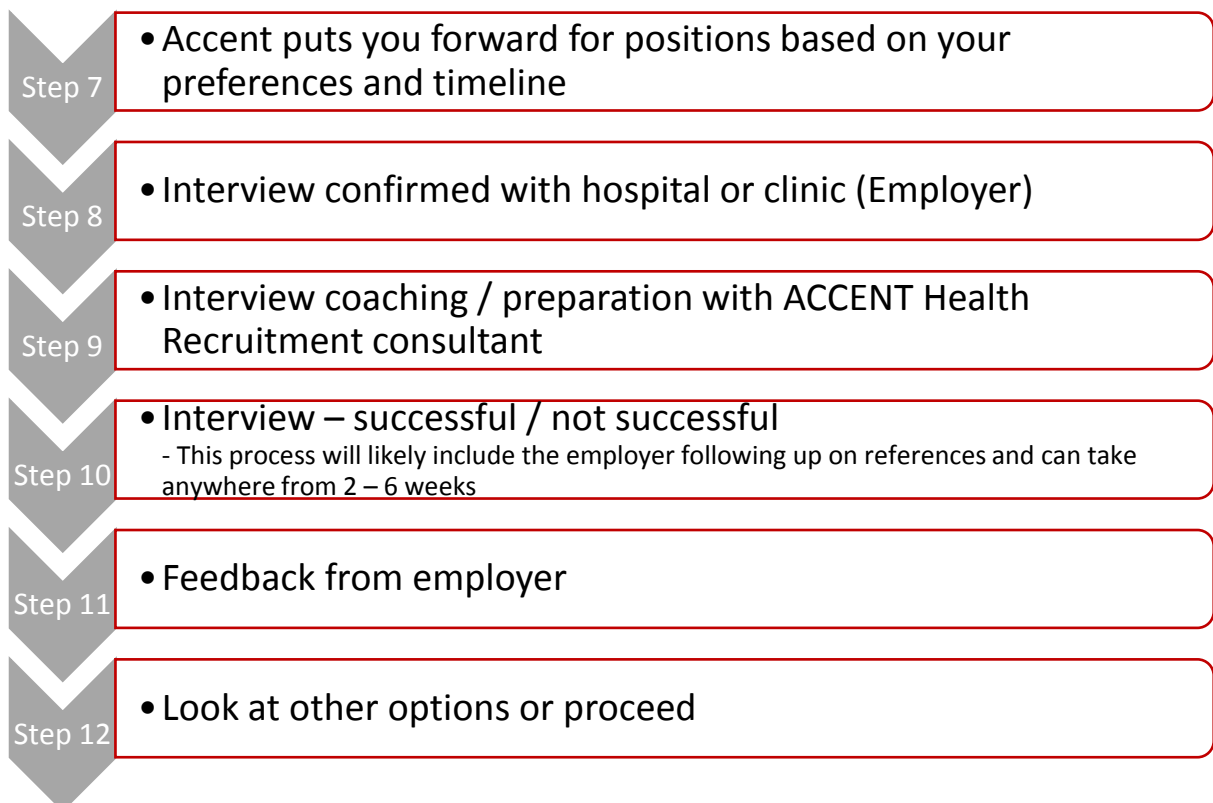 Step 7
•Accent puts you forward for positions based on your
preferences and timeline
Step 8
•Interview confirmed with hospital or clinic (Employer)
Step 9
•Interview coaching / preparation with ACCENT Health
Recruitment consultant
Step 10
•Interview – successful / not successful
- This process will likely include the employer following up on references and can take
anywhere from 2 – 6 weeks
Step 11
•Feedback from employer
Step 12
•Look at other options or proceed